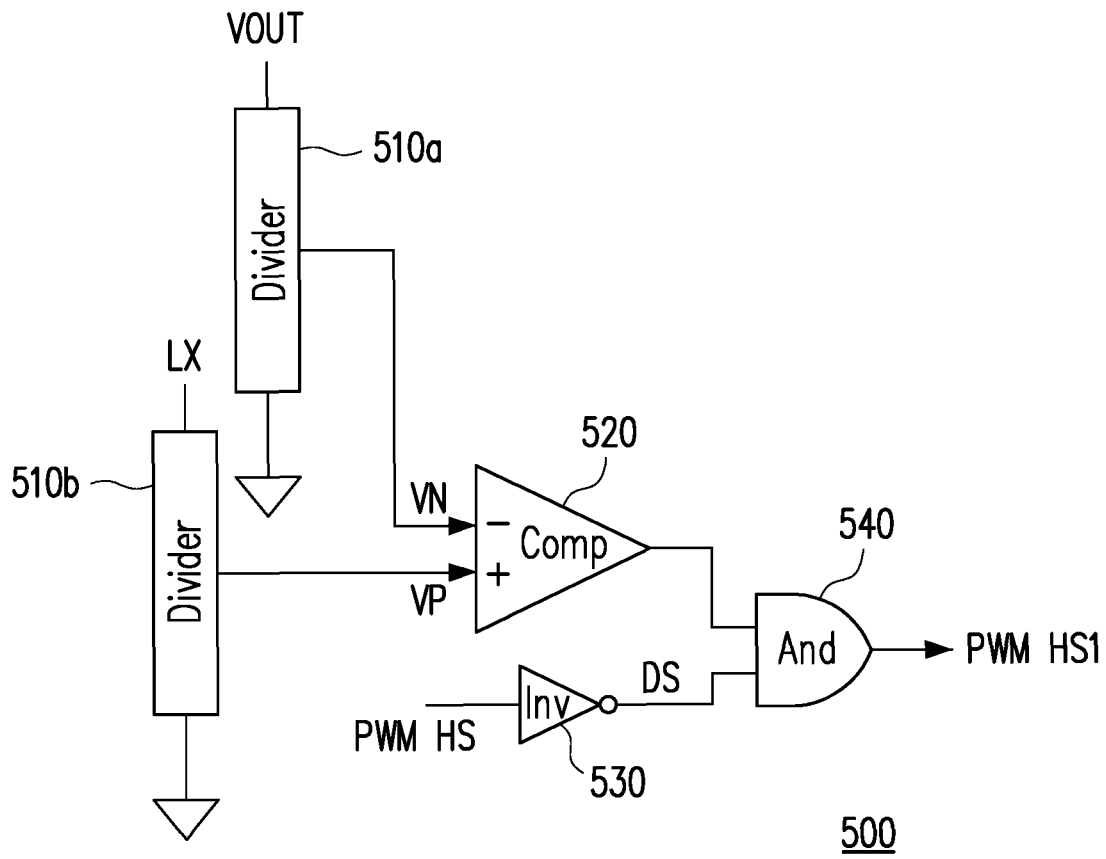 VOUT
510a
Divider
LX
510b
Divider
VN
VP
520
−
Comp
+
540
And
PWM HS1
DS
Inv
PWM HS
530
500